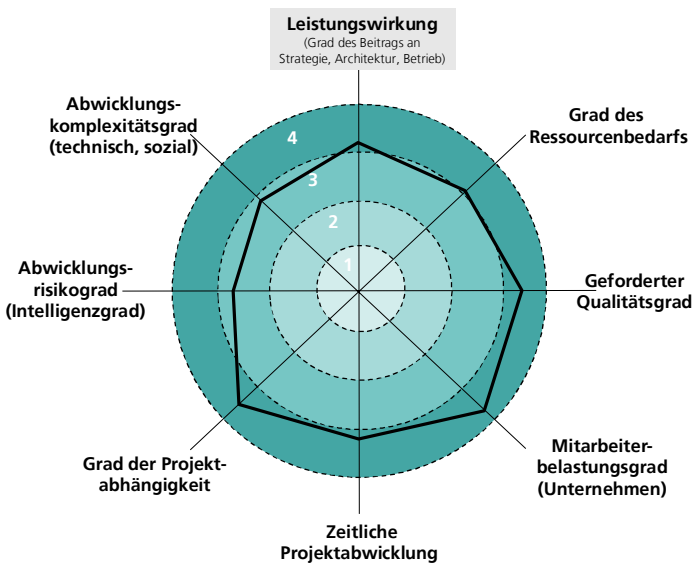 Leistungswirkung
(Grad des Beitrags an
Strategie, Architektur, Betrieb)
Abwicklungs-
komplexitätsgrad
(technisch, sozial)
Grad des
Ressourcenbedarfs
4
3
2
1
Abwicklungs-
risikograd
(Intelligenzgrad)
Geforderter
Qualitätsgrad
Grad der Projekt-
abhängigkeit
Mitarbeiter-
belastungsgrad
(Unternehmen)
Zeitliche
Projektabwicklung